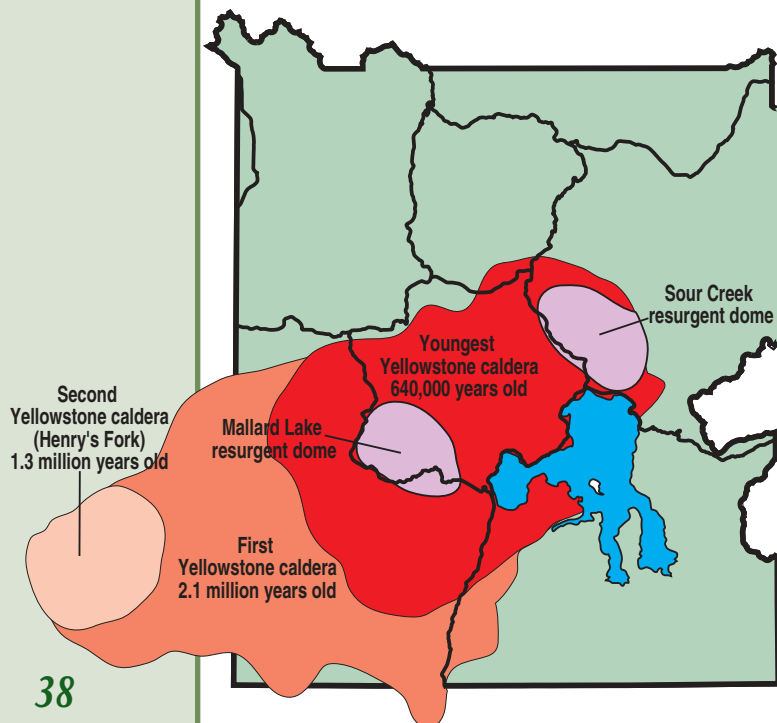 Sour Creek
resurgent dome
Youngest
Yellowstone caldera
640,000 years old
Second
Yellowstone caldera
(Henry's Fork)
1.3 million years old
Mallard Lake
resurgent dome
First
Yellowstone caldera
2.1 million years old
38